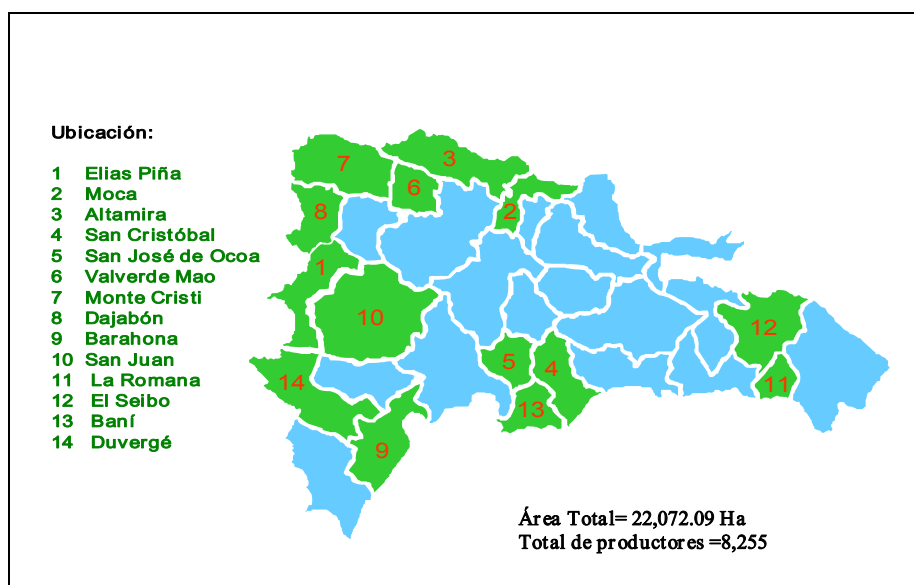 Ubicación:
1 Elias Piña
2 Moca
3 Altamira
4 San Cristóbal
5 San José de Ocoa
6 Valverde Mao
7 Monte Cristi
8 Dajabón
9 Barahona
10 San Juan
11 La Romana
12 El Seibo
13 Baní
14 Duvergé
7
3
6
2
8
1
10
12
5
4
11
14
13
9
Área Total= 22,072.09 Ha
Total de productores =8,255